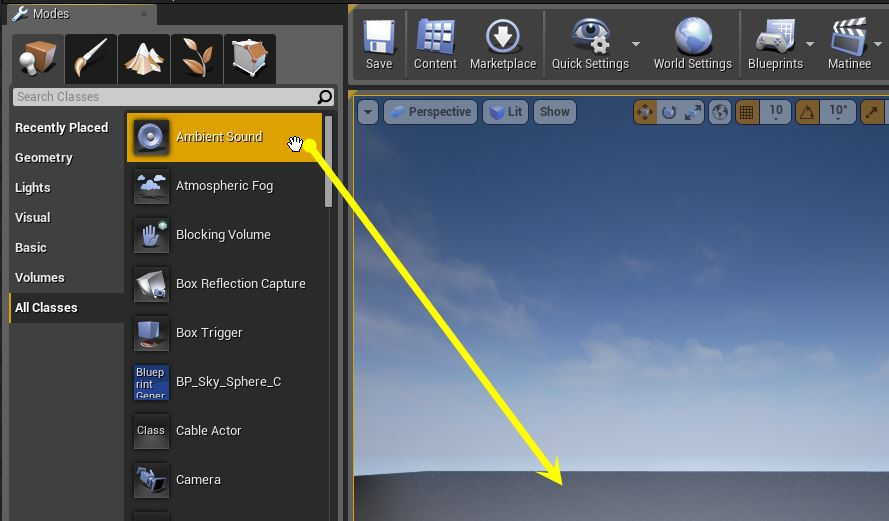 Modes
Search Classes
Recently Placed
Geometry
Lights
Visual
Basic
Volumes
All Classes
Ambient Sound
Atmospheric Fog
Blocking Volume
Box Reflection Capture
Box Trigger
Bluep
rint
Gener
BP_Sky_Sphere_C
Class
Cable Actor
Camera
Save
Content
Marketplace
Quick Settings
World Settings
Blueprints
Matinee
Perspective
Lit
Show
10
10°